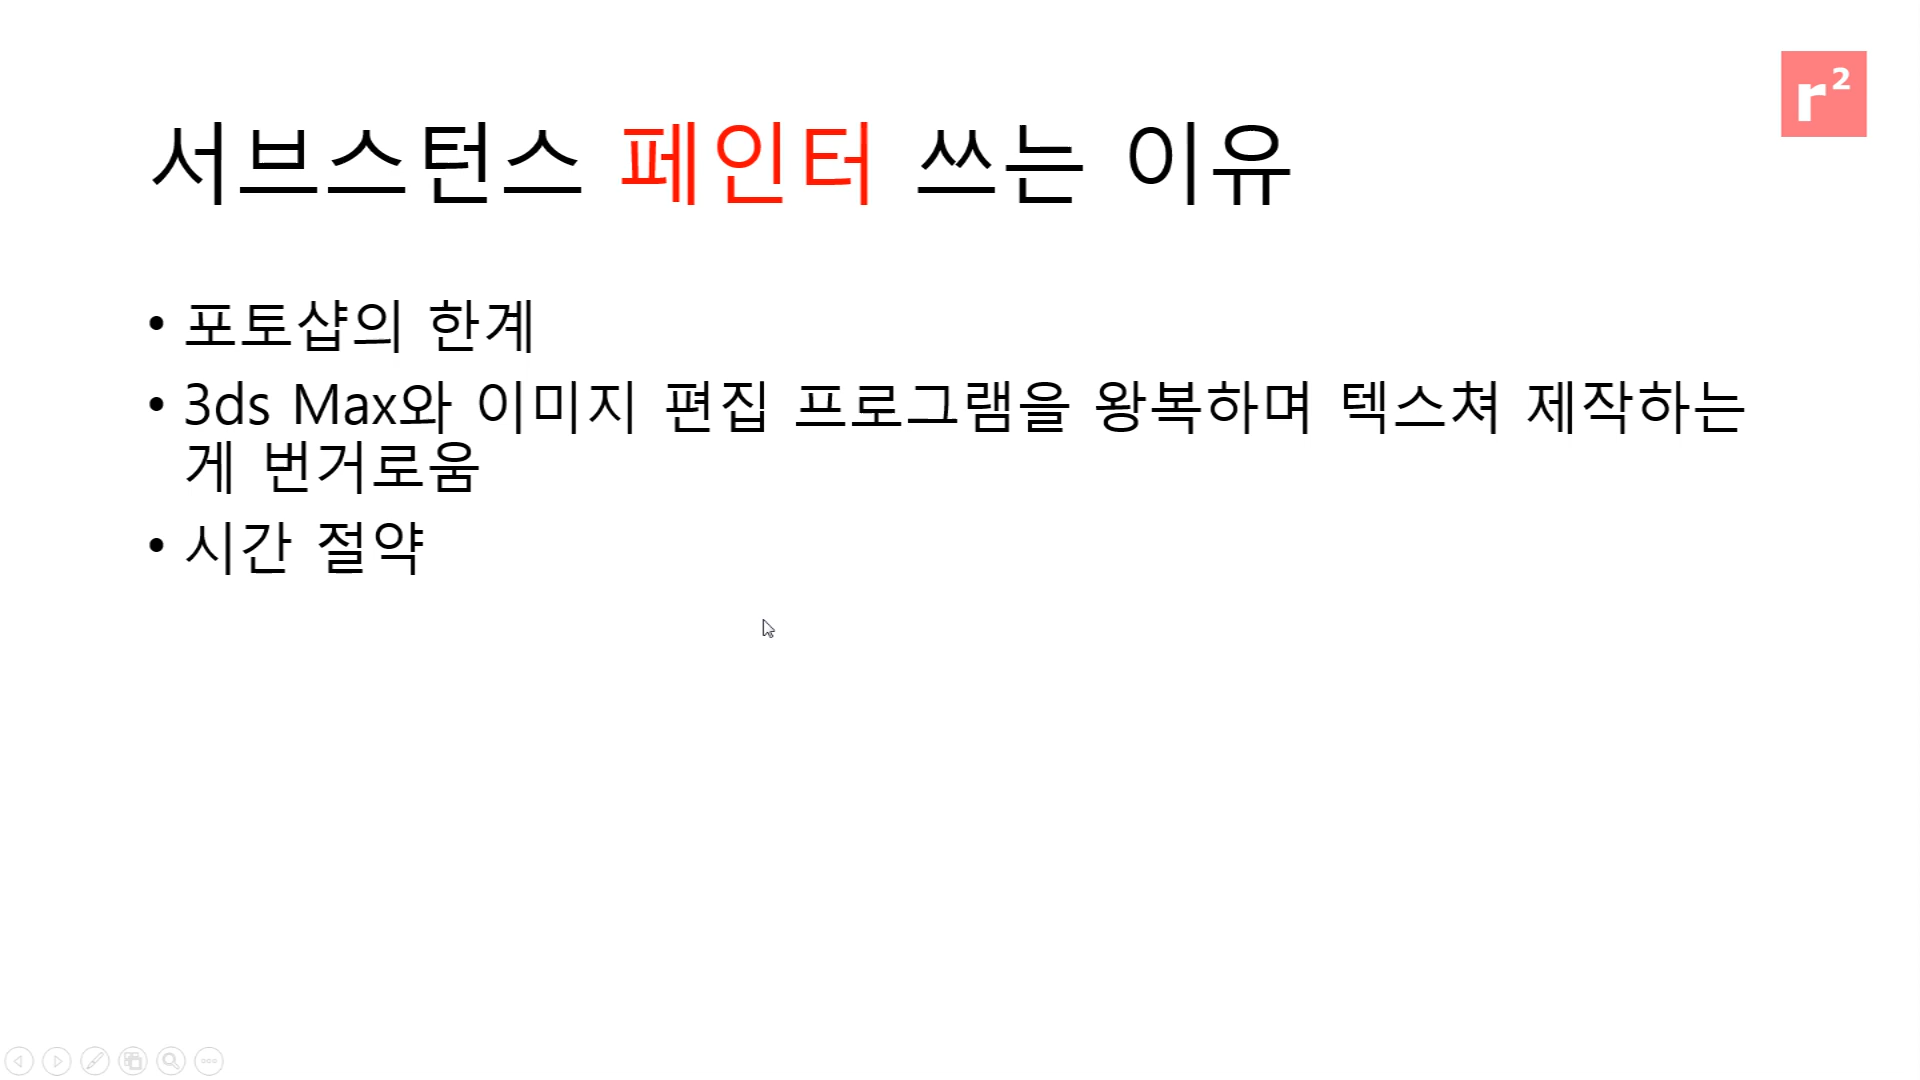 r²
서브스턴스 페인터 쓰는 이유
• 포토샵의 한계
• 3ds Max와 이미지 편집 프로그램을 왕복하며 텍스쳐 제작하는
게 번거로움
• 시간 절약